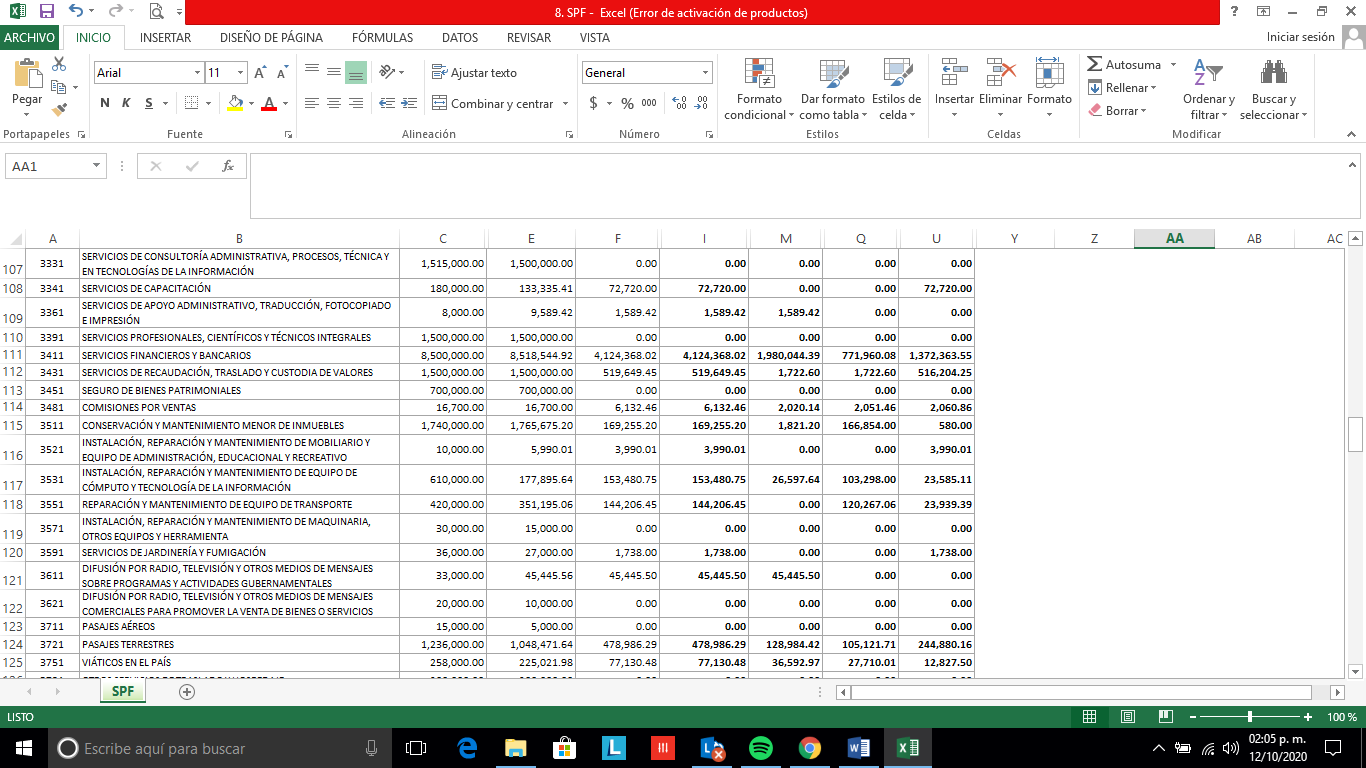 8. SPF - Excel (Error de activación de productos)
ARCHIVO INICIO INSERTAR DISEÑO DE PÁGINA FÓRMULAS DATOS REVISAR VISTA Iniciar sesión
Pegar
Arial 11
N K S
Ajustar texto
Combinar y centrar
General
$ % 000
Formato condicional
Dar formato como tabla
Estilos de celda
Insertar Eliminar Formato
Autosuma
Rellenar
Borrar
Ordenar y filtrar
Buscar y seleccionar
Portapapeles Fuente Alineación Número Estilos Celdas Modificar
AA1 fx
A B C E F I M Q U Y Z AA AB AC
107 3331 SERVICIOS DE CONSULTORÍA ADMINISTRATIVA, PROCESOS, TÉCNICA Y
EN TECNOLOGÍAS DE LA INFORMACIÓN 1,515,000.00 1,500,000.00 0.00 0.00 0.00 0.00 0.00
108 3341 SERVICIOS DE CAPACITACIÓN 180,000.00 133,335.41 72,720.00 72,720.00 0.00 0.00 72,720.00
109 3361 SERVICIOS DE APOYO ADMINISTRATIVO, TRADUCCIÓN, FOTOCOPIADO
E IMPRESIÓN 8,000.00 9,589.42 1,589.42 1,589.42 1,589.42 0.00 0.00
110 3391 SERVICIOS PROFESIONALES, CIENTÍFICOS Y TÉCNICOS INTEGRALES 1,500,000.00 1,500,000.00 0.00 0.00 0.00 0.00 0.00
111 3411 SERVICIOS FINANCIEROS Y BANCARIOS 8,500,000.00 8,518,544.92 4,124,368.02 4,124,368.02 1,980,044.39 771,960.08 1,372,363.55
112 3431 SERVICIOS DE RECAUDACIÓN, TRASLADO Y CUSTODIA DE VALORES 1,500,000.00 1,500,000.00 519,649.45 519,649.45 1,722.60 1,722.60 516,204.25
113 3451 SEGURO DE BIENES PATRIMONIALES 700,000.00 700,000.00 0.00 0.00 0.00 0.00 0.00
114 3481 COMISIONES POR VENTAS 16,700.00 16,700.00 6,132.46 6,132.46 2,020.14 2,051.46 2,060.86
115 3511 CONSERVACIÓN Y MANTENIMIENTO MENOR DE INMUEBLES 1,740,000.00 1,765,675.20 169,255.20 169,255.20 1,821.20 166,854.00 580.00
116 3521 INSTALACIÓN, REPARACIÓN Y MANTENIMIENTO DE MOBILIARIO Y
EQUIPO DE ADMINISTRACIÓN, EDUCACIONAL Y RECREATIVO 10,000.00 5,990.01 3,990.01 3,990.01 0.00 0.00 3,990.01
117 3531 INSTALACIÓN, REPARACIÓN Y MANTENIMIENTO DE EQUIPO DE
CÓMPUTO Y TECNOLOGÍA DE LA INFORMACIÓN 610,000.00 177,895.64 153,480.75 153,480.75 26,597.64 103,298.00 23,585.11
118 3551 REPARACIÓN Y MANTENIMIENTO DE EQUIPO DE TRANSPORTE 420,000.00 351,195.06 144,206.45 144,206.45 0.00 120,267.06 23,939.39
119 3571 INSTALACIÓN, REPARACIÓN Y MANTENIMIENTO DE MAQUINARIA,
OTROS EQUIPOS Y HERRAMIENTA 30,000.00 15,000.00 0.00 0.00 0.00 0.00 0.00
120 3591 SERVICIOS DE JARDINERÍA Y FUMIGACIÓN 36,000.00 27,000.00 1,738.00 1,738.00 0.00 0.00 1,738.00
121 3611 DIFUSIÓN POR RADIO, TELEVISIÓN Y OTROS MEDIOS DE MENSAJES
SOBRE PROGRAMAS Y ACTIVIDADES GUBERNAMENTALES 33,000.00 45,445.56 45,445.50 45,445.50 45,445.50 0.00 0.00
122 3621 DIFUSIÓN POR RADIO, TELEVISIÓN Y OTROS MEDIOS DE MENSAJES
COMERCIALES PARA PROMOVER LA VENTA DE BIENES O SERVICIOS 20,000.00 10,000.00 0.00 0.00 0.00 0.00 0.00
123 3711 PASAJES AÉREOS 15,000.00 5,000.00 0.00 0.00 0.00 0.00 0.00
124 3721 PASAJES TERRESTRES 1,236,000.00 1,048,471.64 478,986.29 478,986.29 128,984.42 105,121.71 244,880.16
125 3751 VIÁTICOS EN EL PAÍS 258,000.00 225,021.98 77,130.48 77,130.48 36,592.97 27,710.01 12,827.50
SPF
LISTO 100 %
Escribe aquí para buscar
02:05 p. m.
12/10/2020